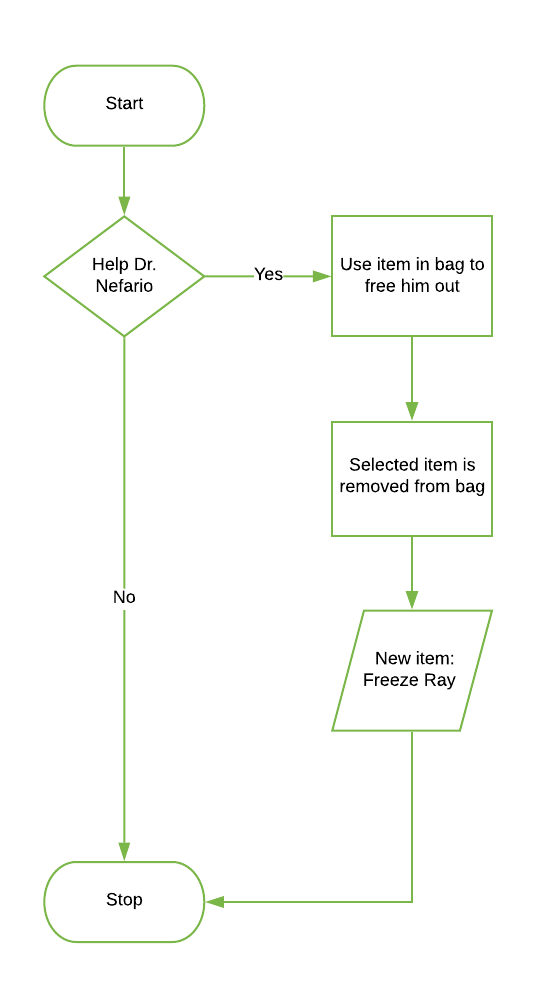 Start
Help Dr.
Nefario
Yes
Use item in bag to
free him out
Selected item is
removed from bag
No
New item:
Freeze Ray
Stop